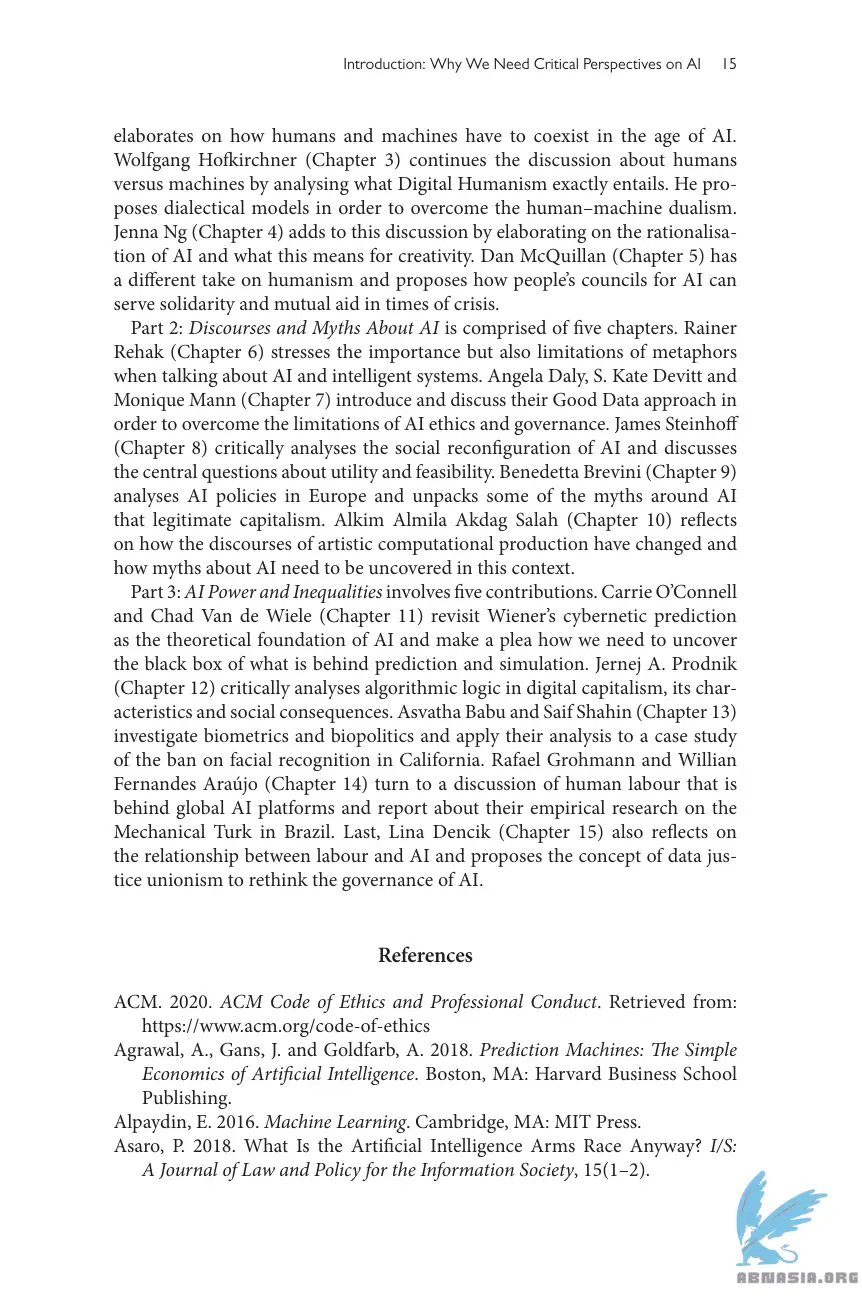 Introduction: Why We Need Critical Perspectives on AI 15
elaborates on how humans and machines have to coexist in the age of AI.
Wolfgang Hofkirchner (Chapter 3) continues the discussion about humans
versus machines by analysing what Digital Humanism exactly entails. He pro-
poses dialectical models in order to overcome the human–machine dualism.
Jenna Ng (Chapter 4) adds to this discussion by elaborating on the rationalisa-
tion of AI and what this means for creativity. Dan McQuillan (Chapter 5) has
a different take on humanism and proposes how people’s councils for AI can
serve solidarity and mutual aid in times of crisis.
Part 2: Discourses and Myths About AI is comprised of five chapters. Rainer
Rehak (Chapter 6) stresses the importance but also limitations of metaphors
when talking about AI and intelligent systems. Angela Daly, S. Kate Devitt and
Monique Mann (Chapter 7) introduce and discuss their Good Data approach in
order to overcome the limitations of AI ethics and governance. James Steinhoff
(Chapter 8) critically analyses the social reconfiguration of AI and discusses
the central questions about utility and feasibility. Benedetta Brevini (Chapter 9)
analyses AI policies in Europe and unpacks some of the myths around AI
that legitimate capitalism. Alkim Almila Akdag Salah (Chapter 10) reflects
on how the discourses of artistic computational production have changed and
how myths about AI need to be uncovered in this context.
Part 3: AI Power and Inequalities involves five contributions. Carrie O’Connell
and Chad Van de Wiele (Chapter 11) revisit Wiener’s cybernetic prediction
as the theoretical foundation of AI and make a plea how we need to uncover
the black box of what is behind prediction and simulation. Jernej A. Prodnik
(Chapter 12) critically analyses algorithmic logic in digital capitalism, its char-
acteristics and social consequences. Asvatha Babu and Saif Shahin (Chapter 13)
investigate biometrics and biopolitics and apply their analysis to a case study
of the ban on facial recognition in California. Rafael Grohmann and Willian
Fernandes Araújo (Chapter 14) turn to a discussion of human labour that is
behind global AI platforms and report about their empirical research on the
Mechanical Turk in Brazil. Last, Lina Dencik (Chapter 15) also reflects on
the relationship between labour and AI and proposes the concept of data jus-
tice unionism to rethink the governance of AI.
References
ACM. 2020. ACM Code of Ethics and Professional Conduct. Retrieved from:
https://www.acm.org/code-of-ethics
Agrawal, A., Gans, J. and Goldfarb, A. 2018. Prediction Machines: The Simple
Economics of Artificial Intelligence. Boston, MA: Harvard Business School
Publishing.
Alpaydin, E. 2016. Machine Learning. Cambridge, MA: MIT Press.
Asaro, P. 2018. What Is the Artificial Intelligence Arms Race Anyway? I/S:
A Journal of Law and Policy for the Information Society, 15(1–2).
ABNASIA.ORG